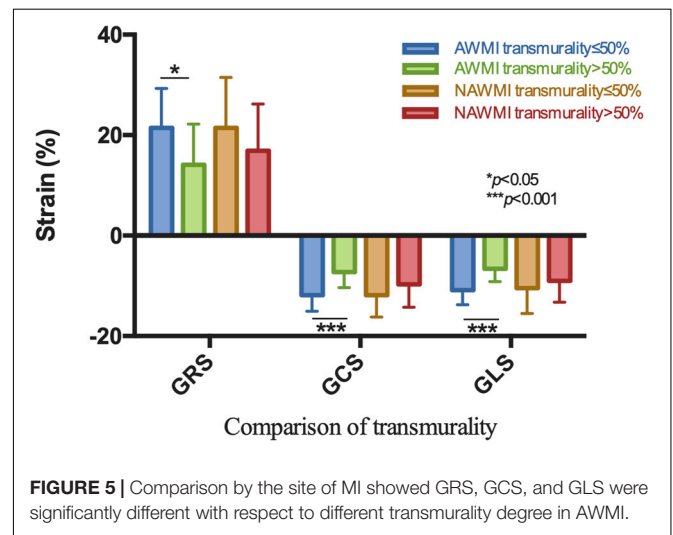 40
20
0
-20
Strain (%)
AWMI transmurality≤50%
AWMI transmurality>50%
NAWMI transmurality≤50%
NAWMI transmurality>50%
*
*p<0.05
***p<0.001
***
***
GRS
GCS
GLS
Comparison of transmurality
FIGURE 5 | Comparison by the site of MI showed GRS, GCS, and GLS were
significantly different with respect to different transmurality degree in AWMI.